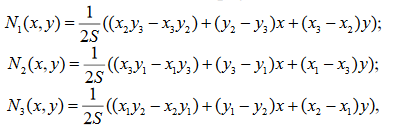 N₁(x, y) = 1/2S ((x₂y₃ − x₃y₂) + (y₂ − y₃)x + (x₃ − x₂)y);
N₂(x, y) = 1/2S ((x₃y₁ − x₁y₃) + (y₃ − y₁)x + (x₁ − x₃)y);
N₃(x, y) = 1/2S ((x₁y₂ − x₂y₁) + (y₁ − y₂)x + (x₂ − x₁)y),